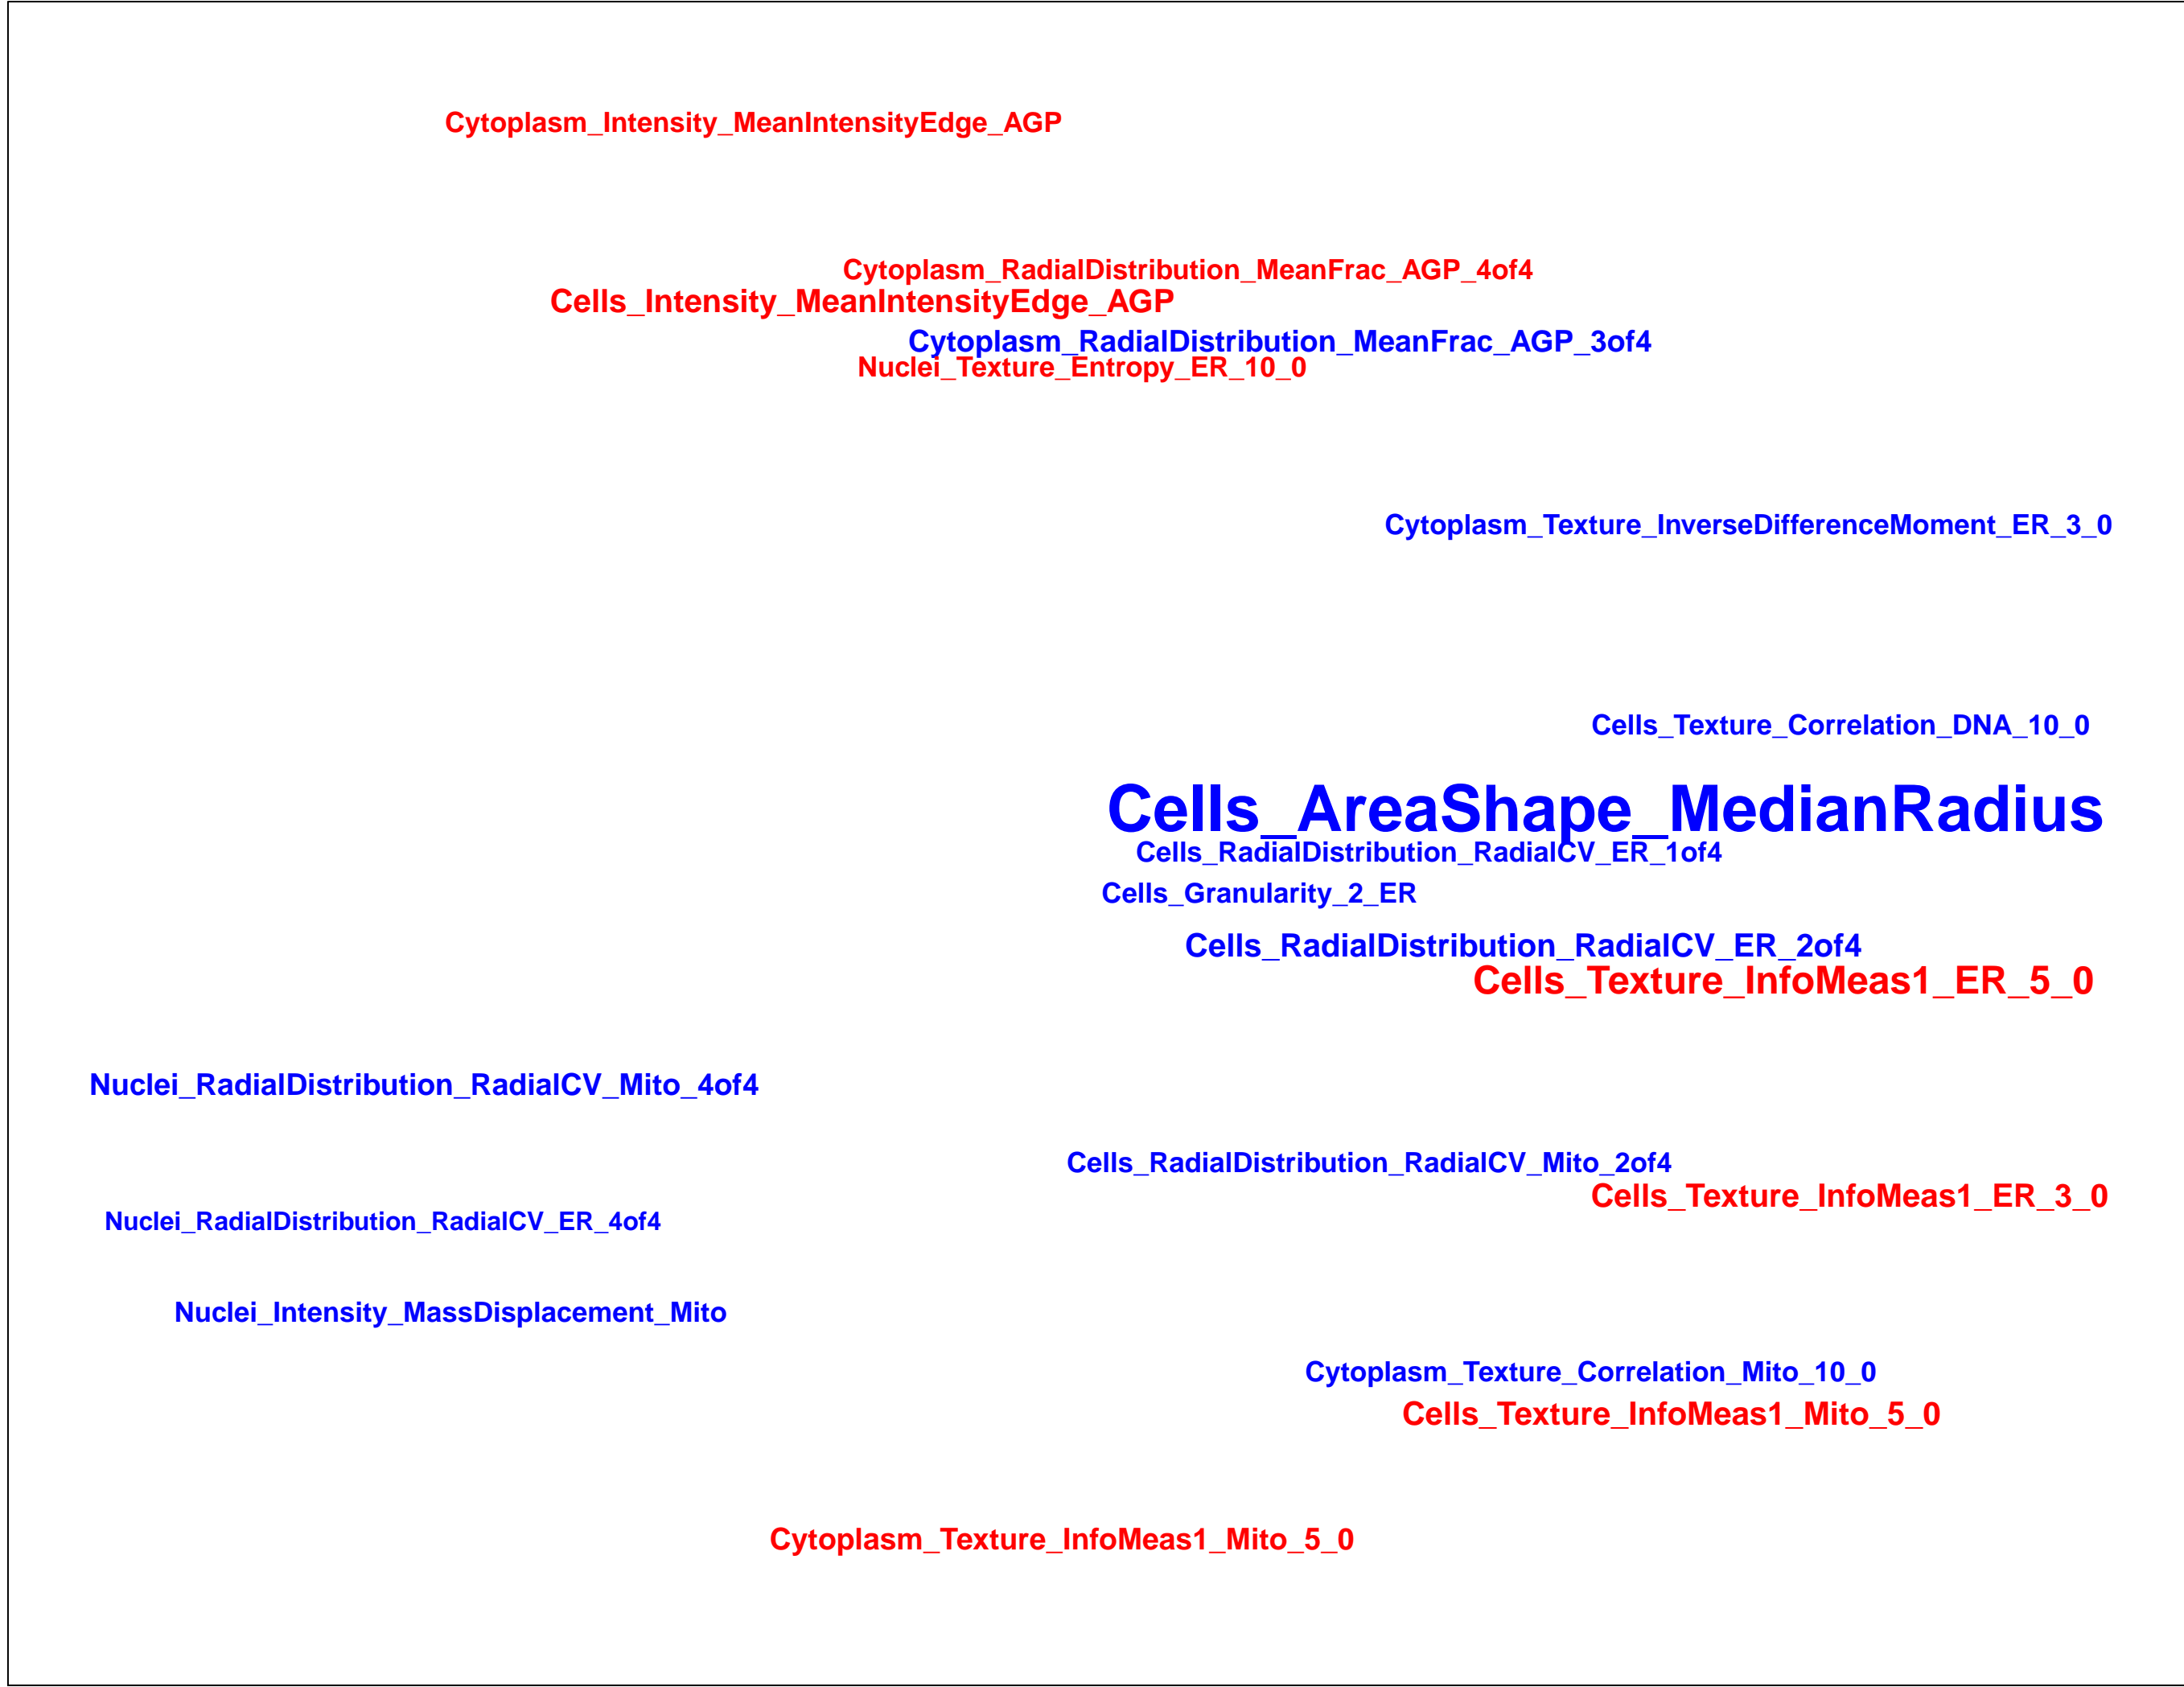 Cytoplasm_Intensity_MeanIntensityEdge_AGP
Cytoplasm_RadialDistribution_MeanFrac_AGP_4of4
Cells_Intensity_MeanIntensityEdge_AGP
Cytoplasm_RadialDistribution_MeanFrac_AGP_3of4
Nuclei_Texture_Entropy_ER_10_0
Cytoplasm_Texture_InverseDifferenceMoment_ER_3_0
Cells_Texture_Correlation_DNA_10_0
Cells_AreaShape_MedianRadius
Cells_RadialDistribution_RadialCV_ER_1of4
Cells_Granularity_2_ER
Cells_RadialDistribution_RadialCV_ER_2of4
Cells_Texture_InfoMeas1_ER_5_0
Nuclei_RadialDistribution_RadialCV_Mito_4of4
Cells_RadialDistribution_RadialCV_Mito_2of4
Cells_Texture_InfoMeas1_ER_3_0
Nuclei_RadialDistribution_RadialCV_ER_4of4
Nuclei_Intensity_MassDisplacement_Mito
Cytoplasm_Texture_Correlation_Mito_10_0
Cells_Texture_InfoMeas1_Mito_5_0
Cytoplasm_Texture_InfoMeas1_Mito_5_0